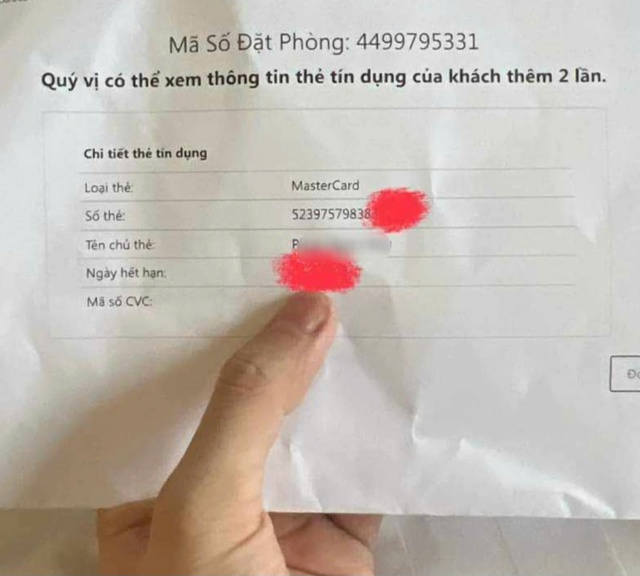 Mã Số Đặt Phòng: 4499795331
Quý vị có thể xem thông tin thẻ tín dụng của khách thêm 2 lần.
Chi tiết thẻ tín dụng
Loại thẻ: MasterCard
Số thẻ: 52397579838
Tên chủ thẻ:
Ngày hết hạn:
Mã số CVC: